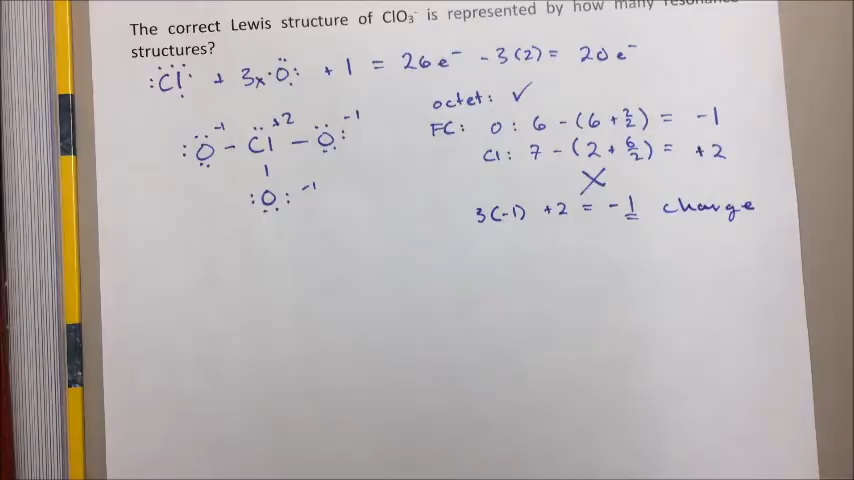 The correct Lewis structure of ClO₃⁻ is represented by how many resonance
structures?
:Cl· + 3x·O: + 1 = 26e⁻ - 3(2) = 20e⁻
octet: ✓
FC: O: 6 - (6 + 2/2) = -1
Cl: 7 - (2 + 6/2) = +2
X
3(-1) + 2 = -1 charge
-1 +2 -1
:O - Cl - O:
|
:O: -1